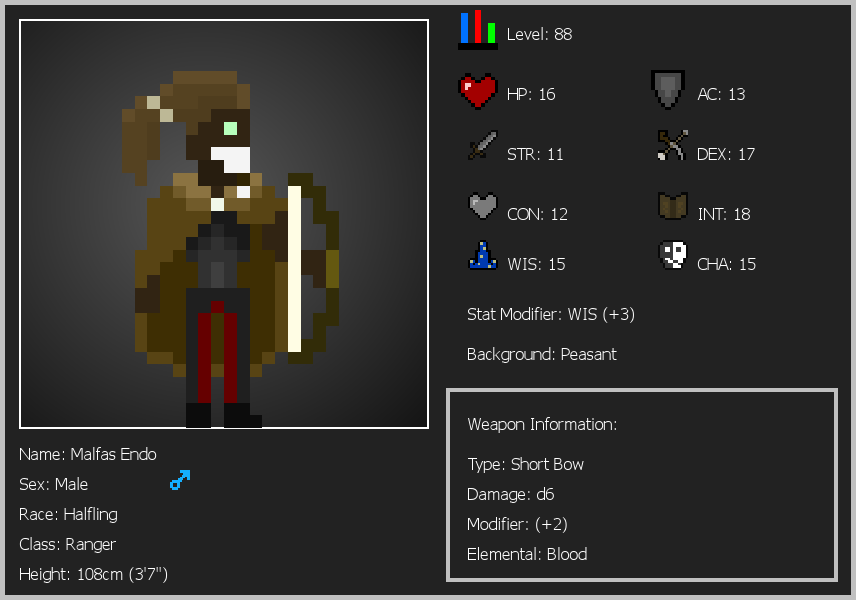 Level: 88
HP: 16
AC: 13
STR: 11
DEX: 17
CON: 12
INT: 18
WIS: 15
CHA: 15
Stat Modifier: WIS (+3)
Background: Peasant
Weapon Information:
Type: Short Bow
Damage: d6
Modifier: (+2)
Elemental: Blood
Name: Malfas Endo
Sex: Male
Race: Halfling
Class: Ranger
Height: 108cm (3'7")